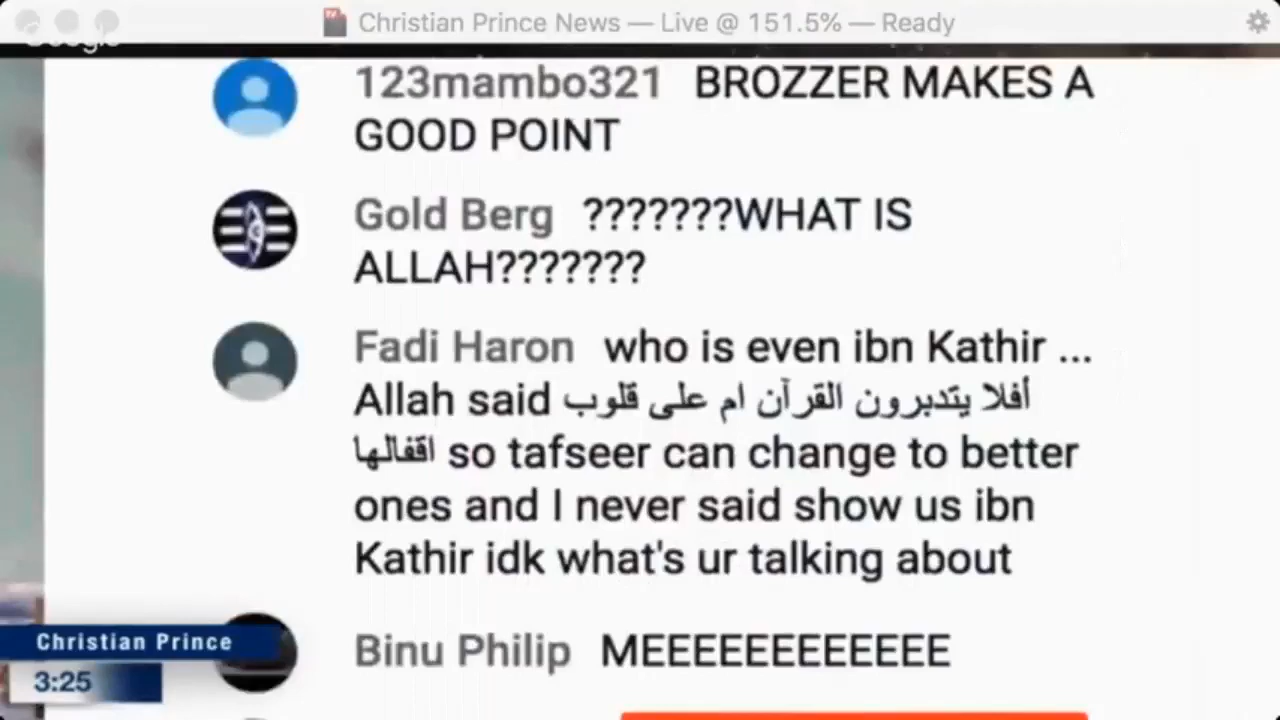 Christian Prince News — Live @ 151.5% — Ready
123mambo321 BROZZER MAKES A
GOOD POINT
Gold Berg ???????WHAT IS
ALLAH???????
Fadi Haron who is even ibn Kathir ...
Allah said أفلا يتدبرون القرآن ام على قلوب
اقفالها so tafseer can change to better
ones and I never said show us ibn
Kathir idk what's ur talking about
Binu Philip MEEEEEEEEEEEE
Christian Prince
3:25